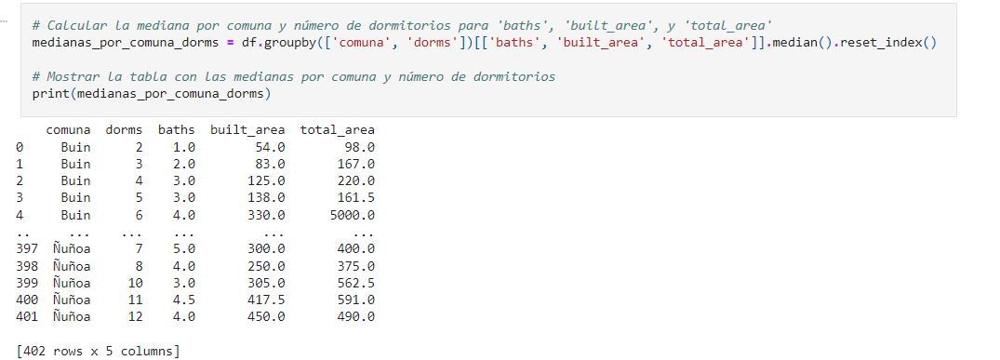 # Calcular la mediana por comuna y número de dormitorios para 'baths', 'built_area', y 'total_area'
medianas_por_comuna_dorms = df.groupby(['comuna', 'dorms'])[['baths', 'built_area', 'total_area']].median().reset_index()
# Mostrar la tabla con las medianas por comuna y número de dormitorios
print(medianas_por_comuna_dorms)
comuna dorms baths built_area total_area
0 Buin 2 1.0 54.0 98.0
1 Buin 3 2.0 83.0 167.0
2 Buin 4 3.0 125.0 220.0
3 Buin 5 3.0 138.0 161.5
4 Buin 6 4.0 330.0 5000.0
.. ... ... ... ... ...
397 Ñuñoa 7 5.0 300.0 400.0
398 Ñuñoa 8 4.0 250.0 375.0
399 Ñuñoa 10 3.0 305.0 562.5
400 Ñuñoa 11 4.5 417.5 591.0
401 Ñuñoa 12 4.0 450.0 490.0
[402 rows x 5 columns]